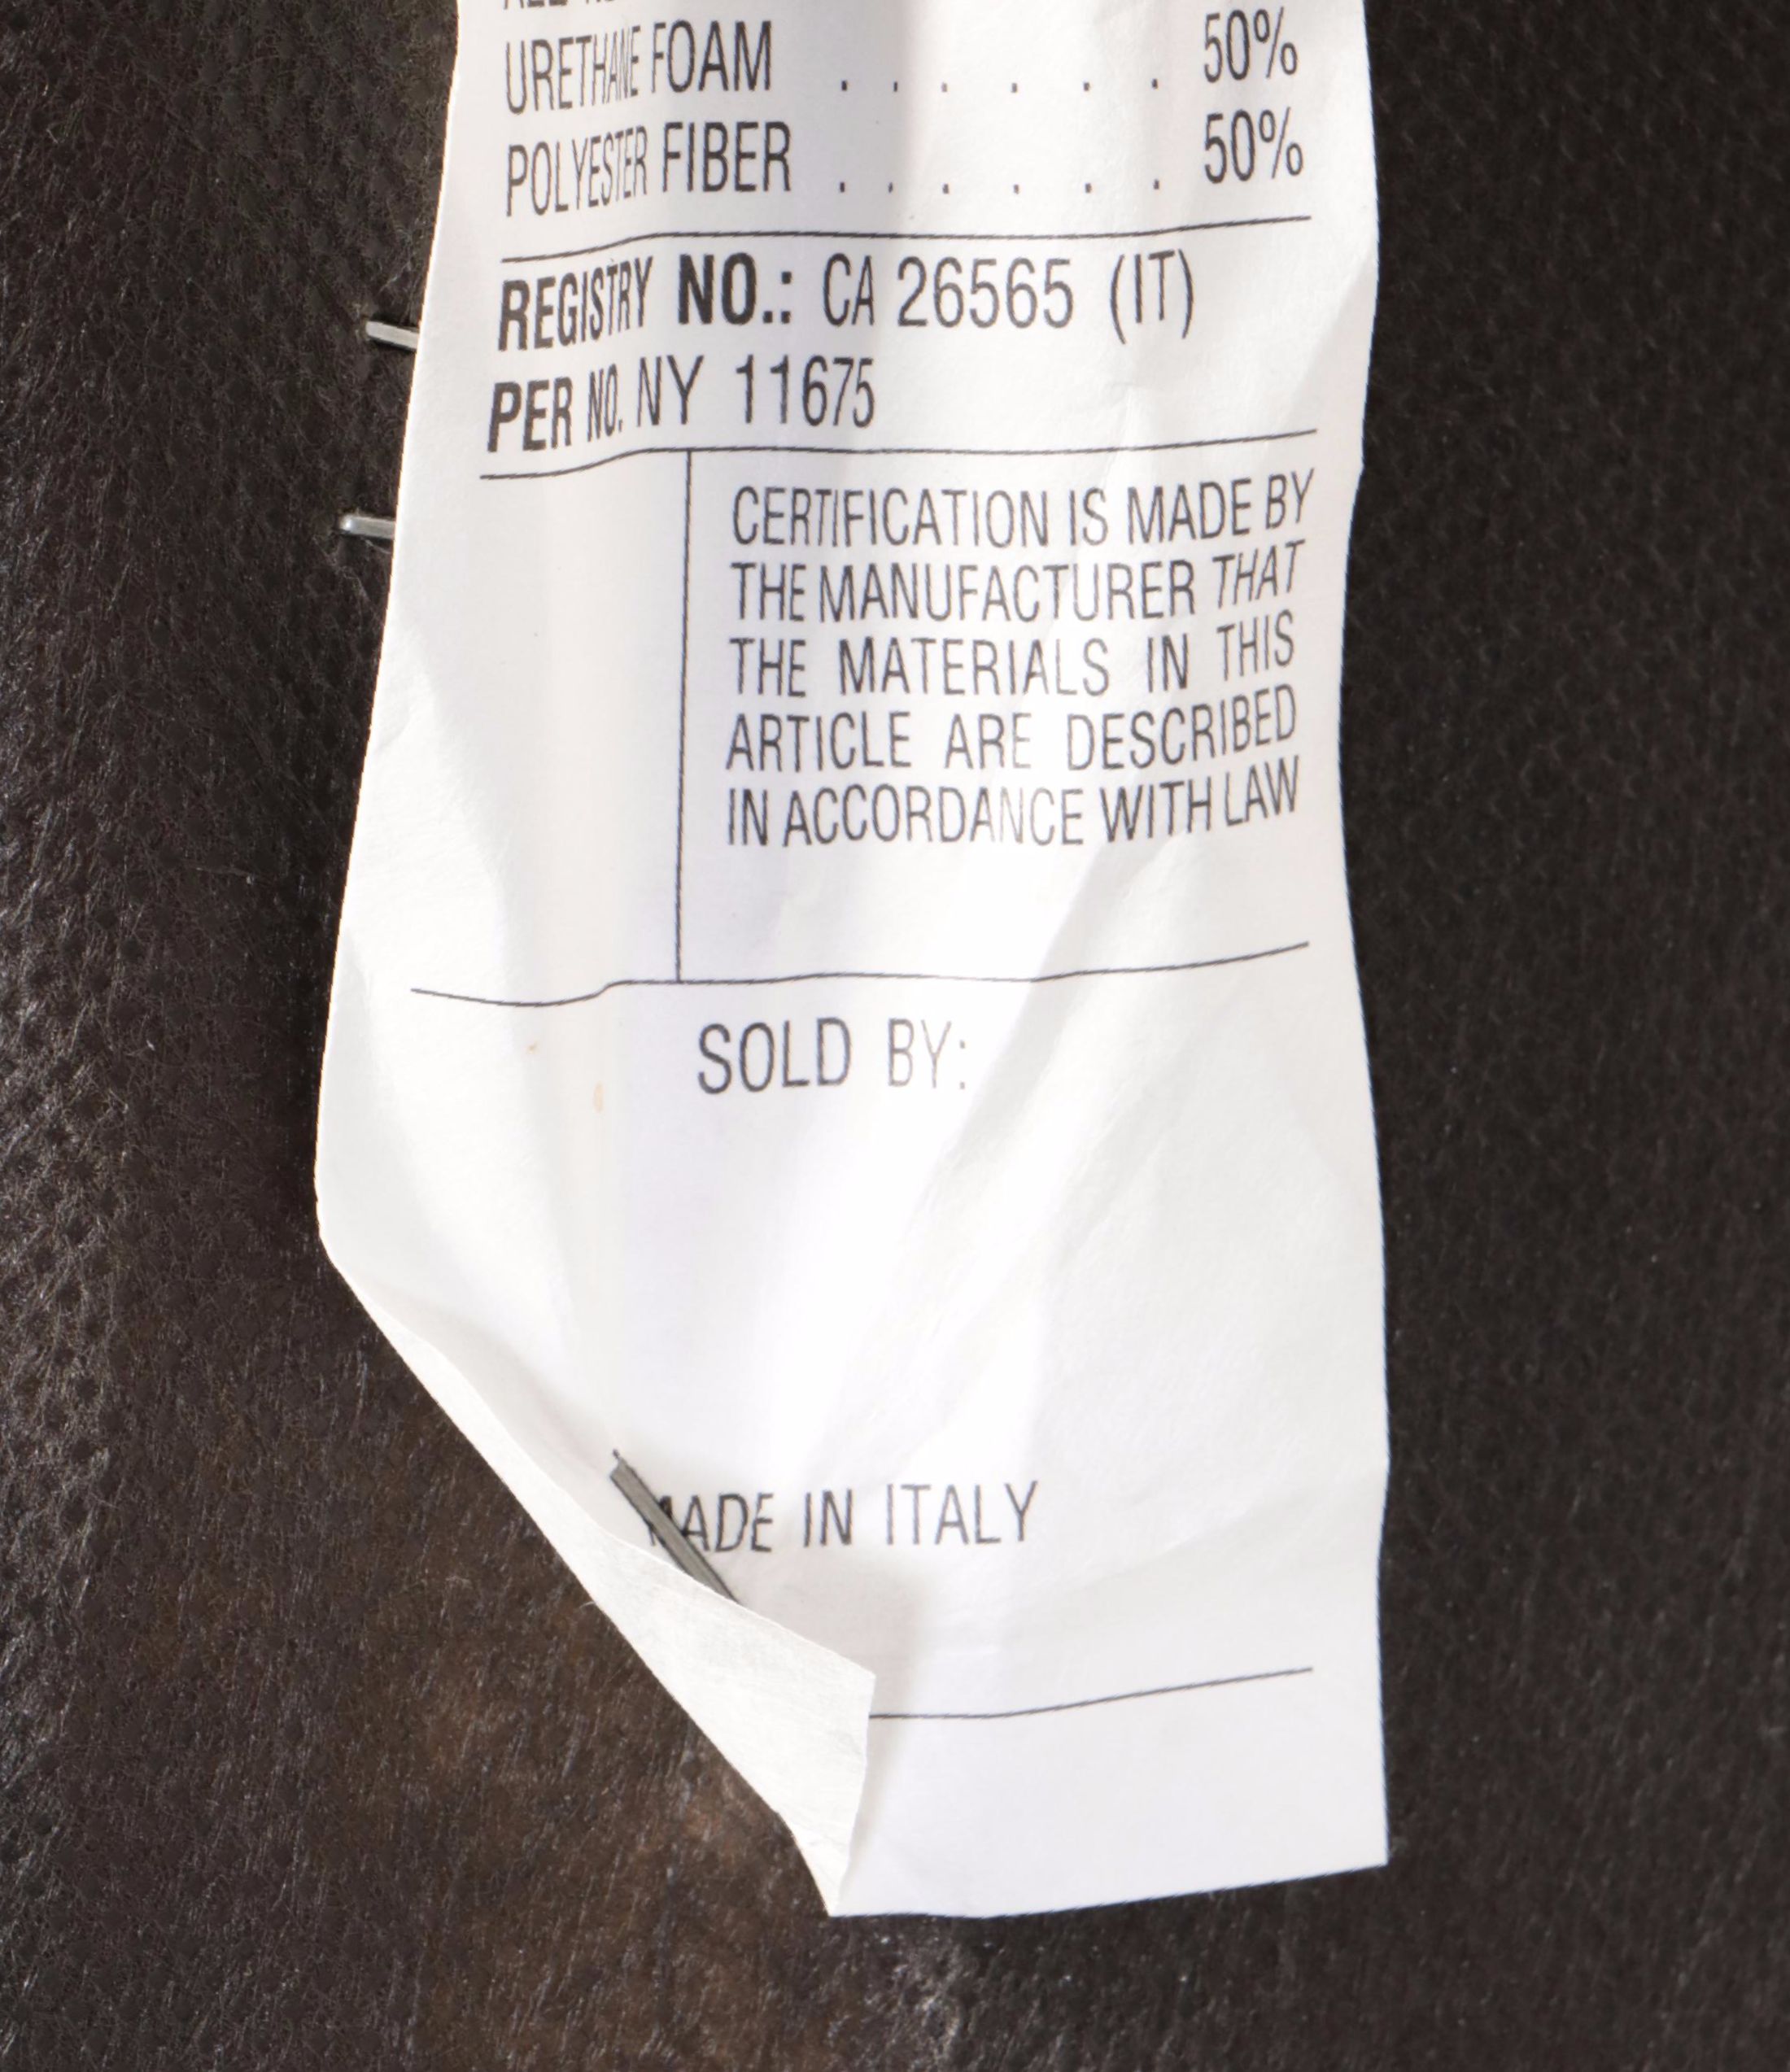 URETHANE FOAM . . . . . . 50%
POLYESTER FIBER . . . . . . 50%
REGISTRY NO.: CA 26565 (IT)
PER NO. NY 11675
CERTIFICATION IS MADE BY
THE MANUFACTURER THAT
THE MATERIALS IN THIS
ARTICLE ARE DESCRIBED
IN ACCORDANCE WITH LAW
SOLD BY:
MADE IN ITALY